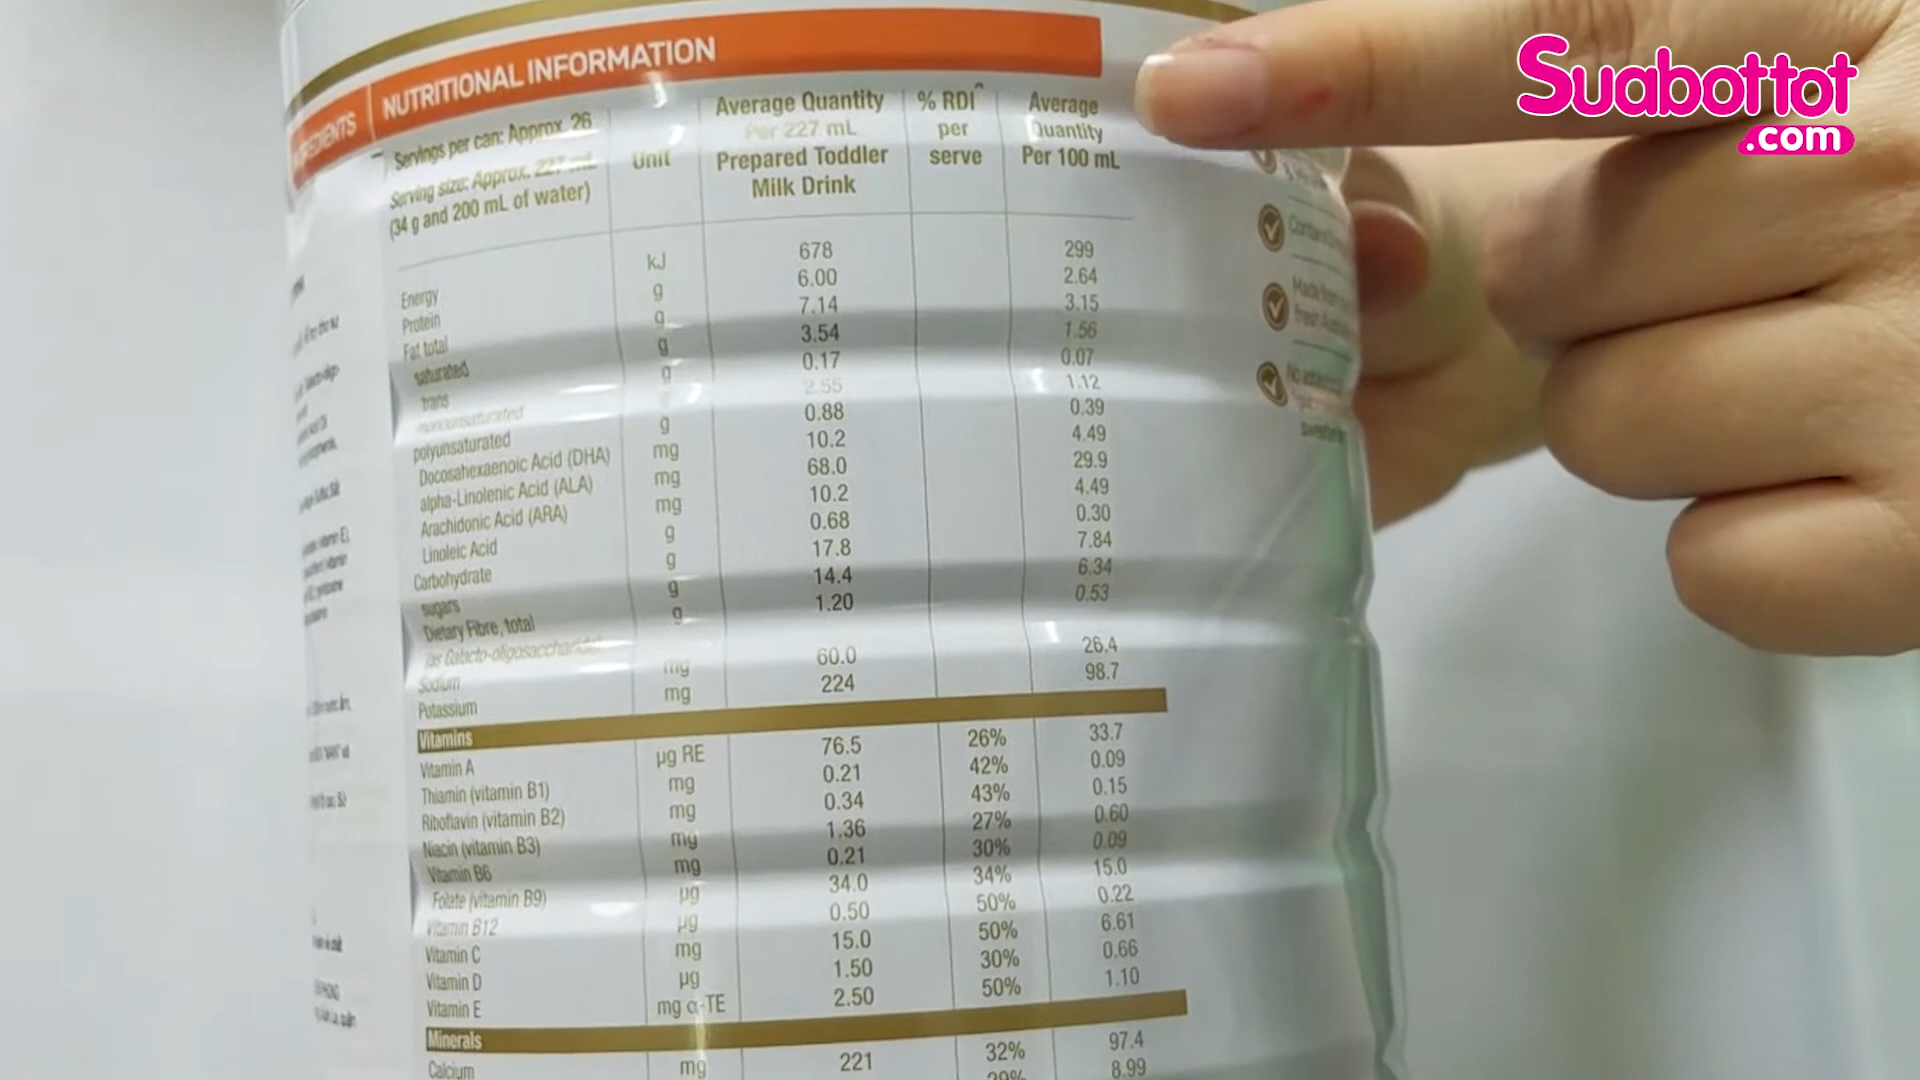 Suabottot
.com
NUTRITIONAL INFORMATION
Servings per can: Approx. 26
Serving size: Approx. 227 mL
(34 g and 200 mL of water)
Unit
Average Quantity
Per 227 mL
Prepared Toddler
Milk Drink
% RDI^
per
serve
Average
Quantity
Per 100 mL
Energy kJ 678 299
Protein g 6.00 2.64
Fat total g 7.14 3.15
saturated g 3.54 1.56
trans g 0.17 0.07
monounsaturated 2.55 1.12
polyunsaturated g 0.88 0.39
Docosahexaenoic Acid (DHA) mg 10.2 4.49
alpha-Linolenic Acid (ALA) mg 68.0 29.9
Arachidonic Acid (ARA) mg 10.2 4.49
Linoleic Acid g 0.68 0.30
Carbohydrate g 17.8 7.84
sugars g 14.4 6.34
Dietary Fibre, total g 1.20 0.53
(as Galacto-oligosaccharide)
Sodium mg 60.0 26.4
Potassium mg 224 98.7
Vitamins
Vitamin A µg RE 76.5 26% 33.7
Thiamin (vitamin B1) mg 0.21 42% 0.09
Riboflavin (vitamin B2) mg 0.34 43% 0.15
Niacin (vitamin B3) mg 1.36 27% 0.60
Vitamin B6 mg 0.21 30% 0.09
Folate (vitamin B9) µg 34.0 34% 15.0
Vitamin B12 µg 0.50 50% 0.22
Vitamin C mg 15.0 50% 6.61
Vitamin D µg 1.50 30% 0.66
Vitamin E mg α-TE 2.50 50% 1.10
Minerals
Calcium mg 221 32% 97.4
8.99
Made from
fresh